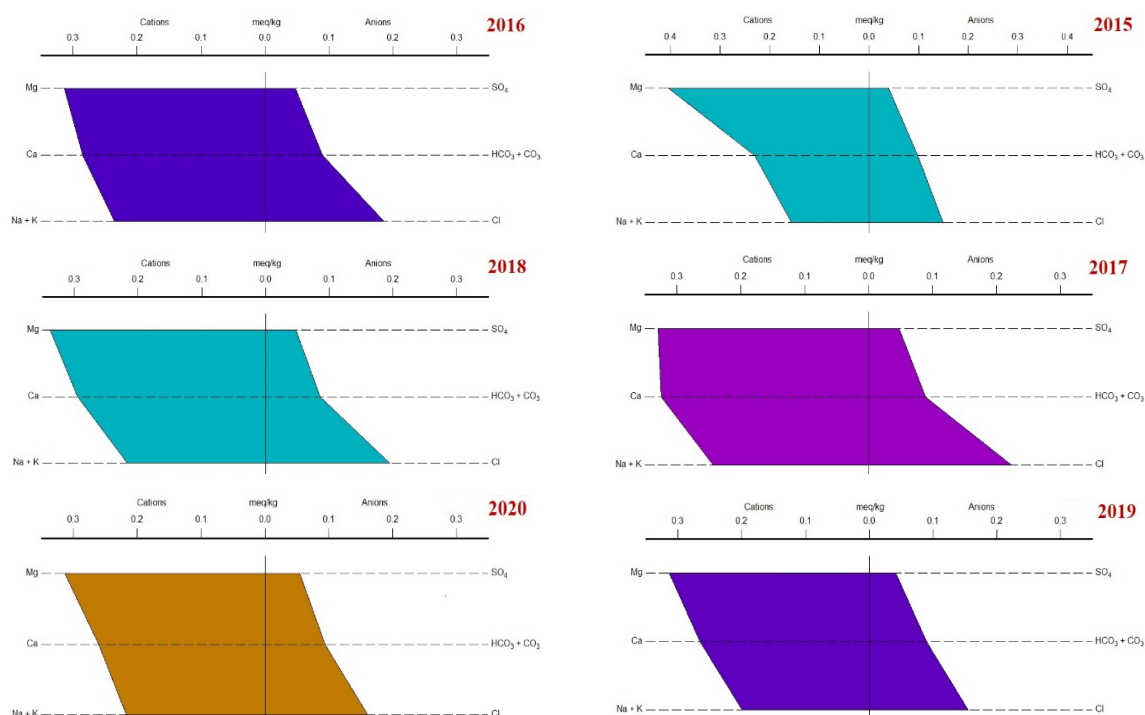 Cations meq/kg Anions 2016
0.3 0.2 0.1 0.0 0.1 0.2 0.3
Mg SO₄
Ca HCO₃ + CO₃
Na + K Cl
Cations meq/kg Anions 2015
0.4 0.2 0.1 0.0 0.1 0.2 0.3 0.4
Mg SO₄
Ca HCO₃ + CO₃
Na + K Cl
Cations meq/kg Anions 2018
0.3 0.2 0.1 0.0 0.1 0.2 0.3
Mg SO₄
Ca HCO₃ + CO₃
Na + K Cl
Cations meq/kg Anions 2017
0.3 0.2 0.1 0.0 0.1 0.2 0.3
Mg SO₄
Ca HCO₃ + CO₃
Na + K Cl
Cations meq/kg Anions 2020
0.3 0.2 0.1 0.0 0.1 0.2 0.3
Mg SO₄
Ca HCO₃ + CO₃
Na + K Cl
Cations meq/kg Anions 2019
0.3 0.2 0.1 0.0 0.1 0.2 0.3
Mg SO₄
Ca HCO₃ + CO₃
Na + K Cl